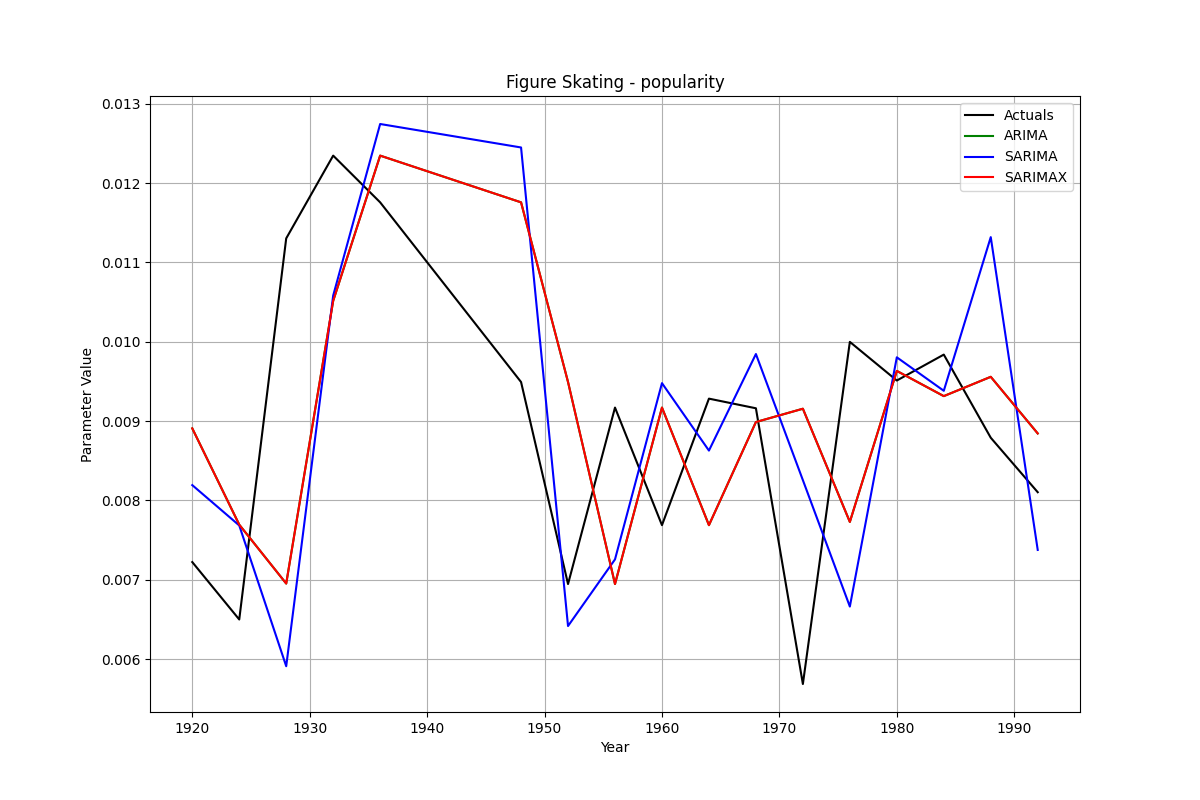 Figure Skating - popularity
0.013
0.012
0.011
0.010
0.009
0.008
0.007
0.006
Parameter Value
Actuals
ARIMA
SARIMA
SARIMAX
1920 1930 1940 1950 1960 1970 1980 1990
Year